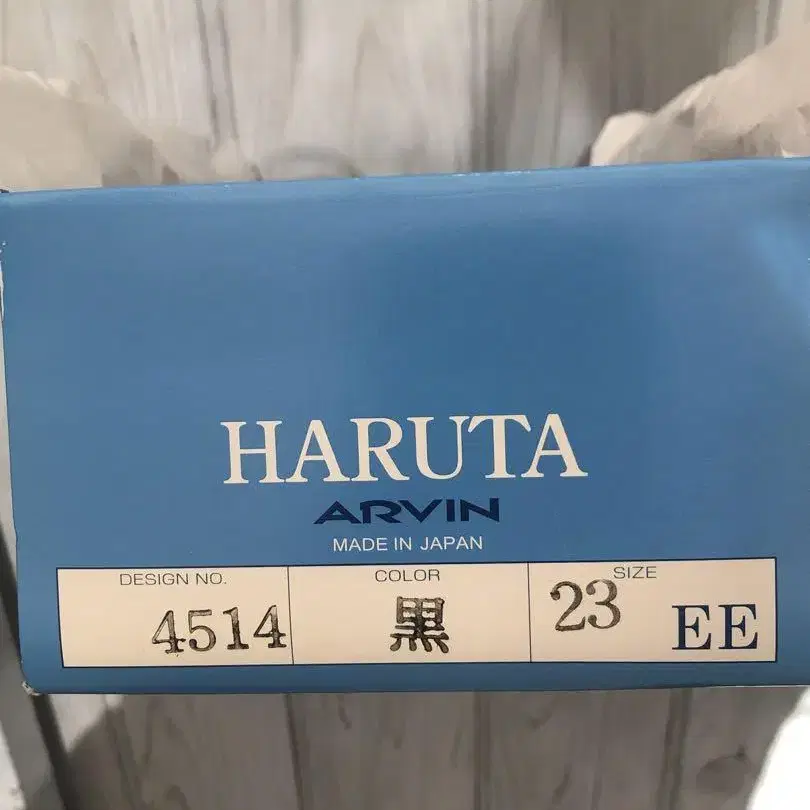 HARUTA
ARVIN
MADE IN JAPAN
DESIGN NO. COLOR SIZE
4514 黒 23 EE